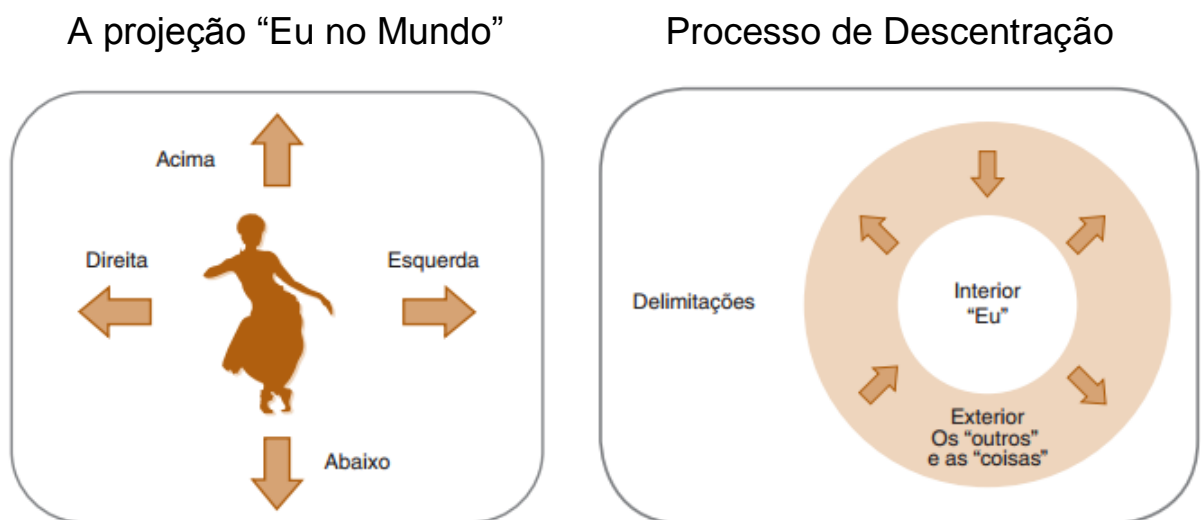 A projeção “Eu no Mundo”
Acima
Direita
Esquerda
Abaixo
Processo de Descentração
Delimitações
Interior
“Eu”
Exterior
Os “outros”
e as “coisas”